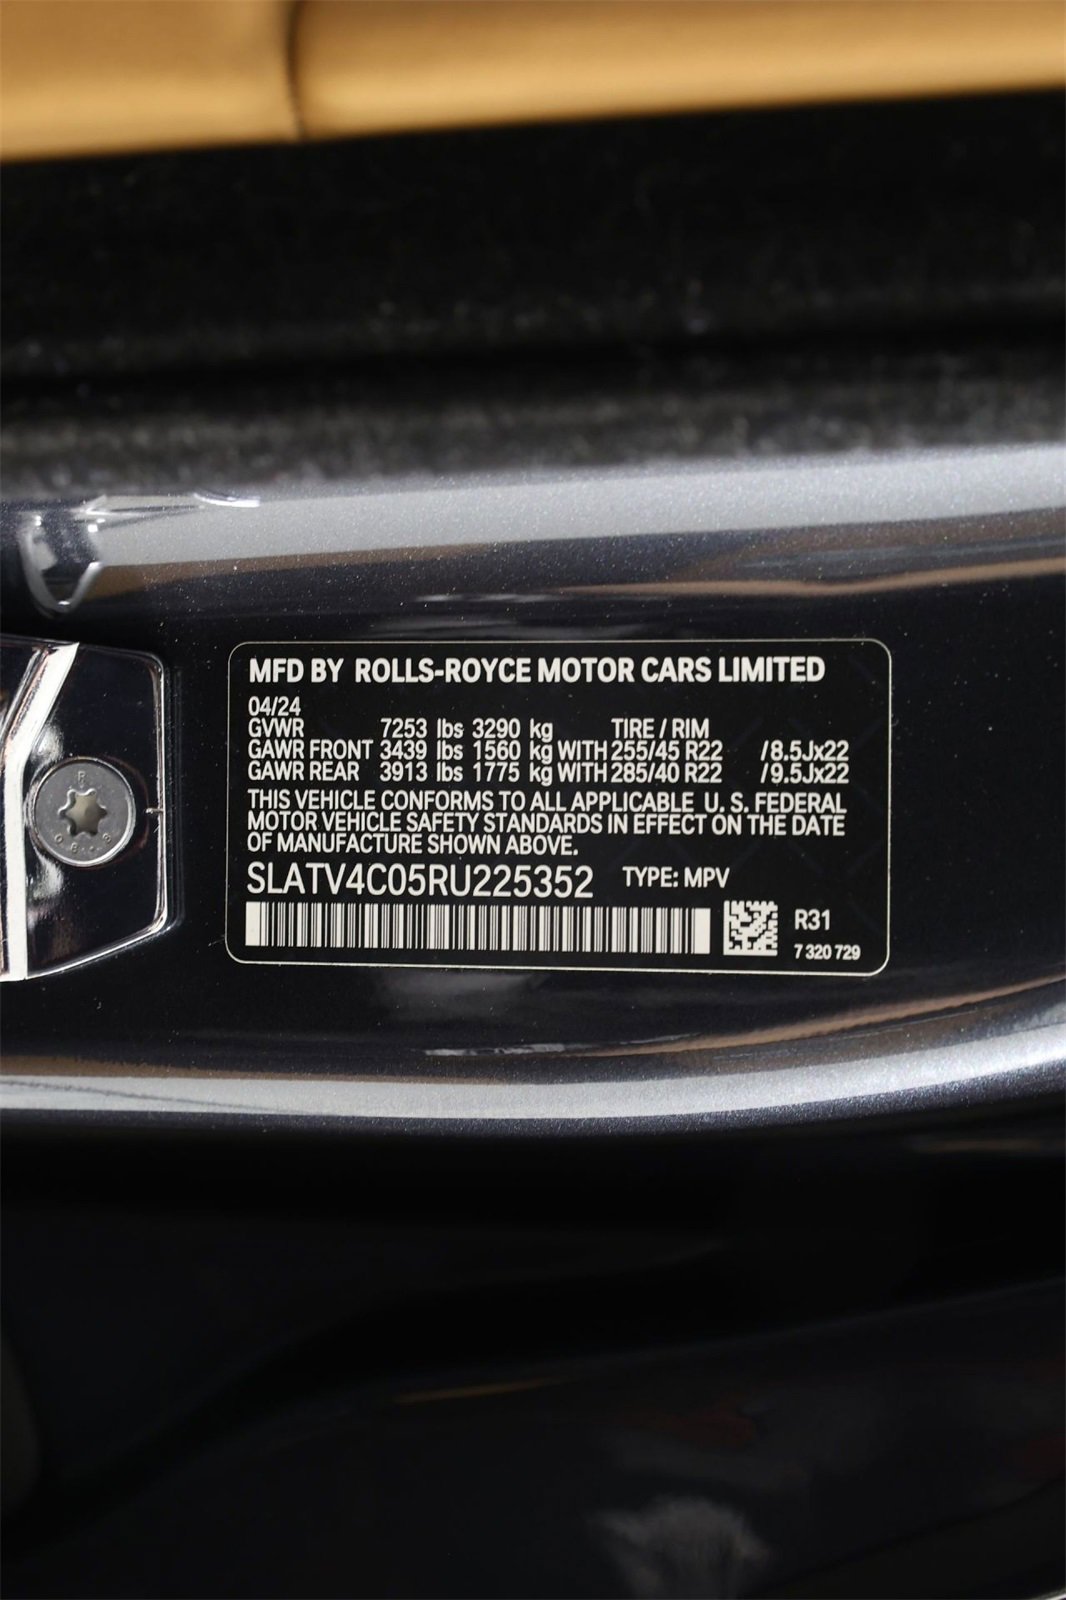 MFD BY ROLLS-ROYCE MOTOR CARS LIMITED
04/24
GVWR 7253 lbs 3290 kg TIRE / RIM
GAWR FRONT 3439 lbs 1560 kg WITH 255/45 R22 /8.5Jx22
GAWR REAR 3913 lbs 1775 kg WITH 285/40 R22 /9.5Jx22
THIS VEHICLE CONFORMS TO ALL APPLICABLE U. S. FEDERAL
MOTOR VEHICLE SAFETY STANDARDS IN EFFECT ON THE DATE
OF MANUFACTURE SHOWN ABOVE.
SLATV4C05RU225352 TYPE: MPV
R31
7 320 729